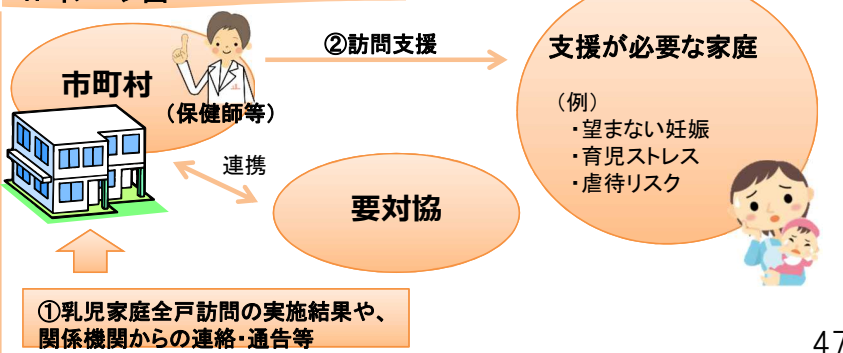 ②訪問支援
支援が必要な家庭
市町村
(保健師等)
(例)
・望まない妊娠
・育児ストレス
・虐待リスク
連携
要対協
①乳児家庭全戸訪問の実施結果や、
関係機関からの連絡・通告等
47